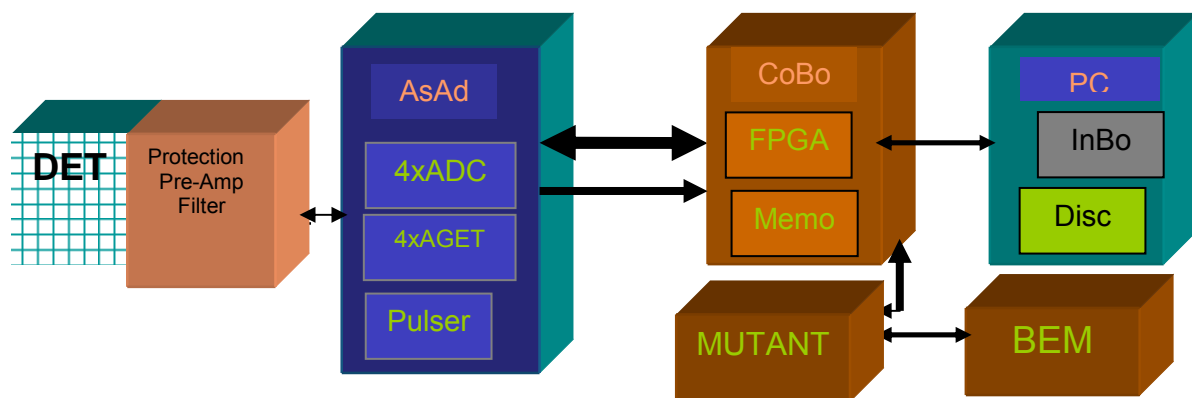 DET
Protection
Pre-Amp
Filter
AsAd
4xADC
4xAGET
Pulser
CoBo
FPGA
Memo
PC
InBo
Disc
MUTANT
BEM